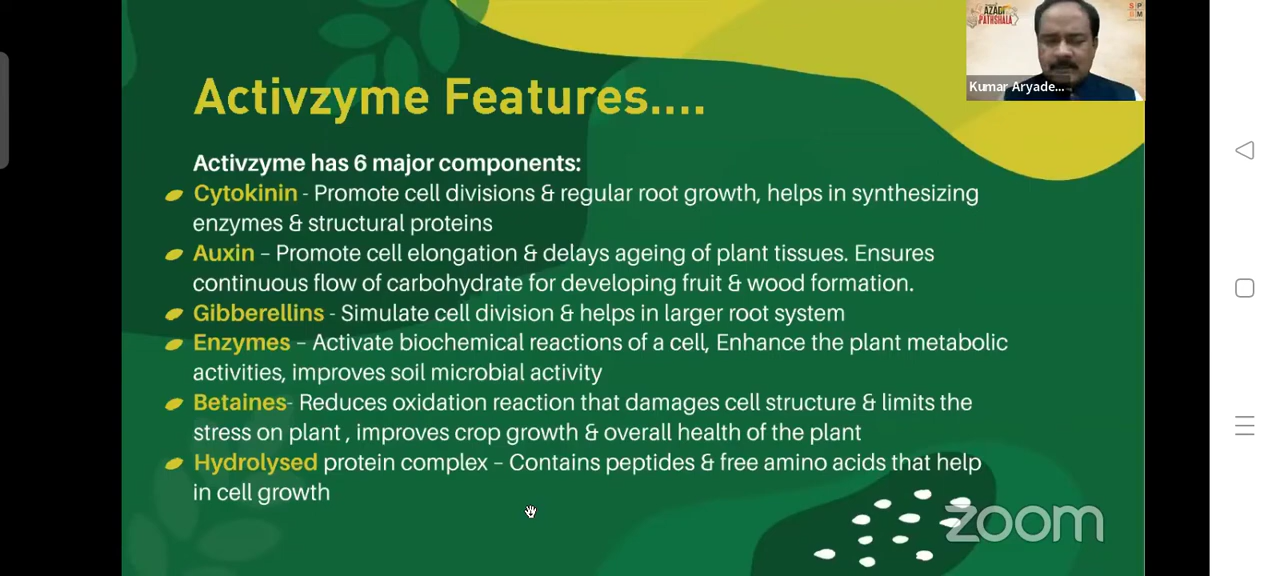 Activzyme Features....
Activzyme has 6 major components:
Cytokinin - Promote cell divisions & regular root growth, helps in synthesizing
enzymes & structural proteins
Auxin – Promote cell elongation & delays ageing of plant tissues. Ensures
continuous flow of carbohydrate for developing fruit & wood formation.
Gibberellins - Simulate cell division & helps in larger root system
Enzymes – Activate biochemical reactions of a cell, Enhance the plant metabolic
activities, improves soil microbial activity
Betaines- Reduces oxidation reaction that damages cell structure & limits the
stress on plant , improves crop growth & overall health of the plant
Hydrolysed protein complex – Contains peptides & free amino acids that help
in cell growth
AZADI
PATHSHALA
S P
B M
Kumar Aryade...
zoom